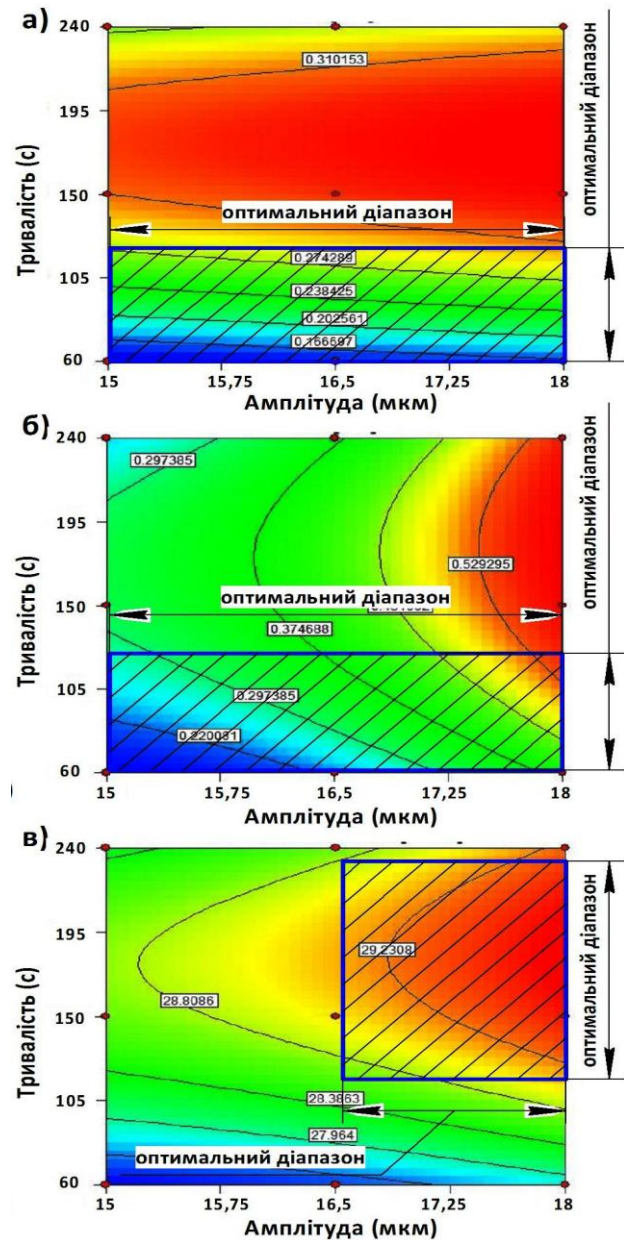 а)
240
195
150
105
60
Тривалість (с)
0.310153
оптимальний діапазон
0.274289
0.238425
0.202561
0.166697
оптимальний діапазон
15
15,75
16,5
17,25
18
Амплітуда (мкм)
б)
240
195
150
105
60
Тривалість (с)
0.297385
0.529295
оптимальний діапазон
0.374688
0.297385
0.220081
оптимальний діапазон
15
15,75
16,5
17,25
18
Амплітуда (мкм)
в)
240
195
150
105
60
Тривалість (с)
29.2308
28.8086
28.3863
27.964
оптимальний діапазон
оптимальний діапазон
15
15,75
16,5
17,25
18
Амплітуда (мкм)